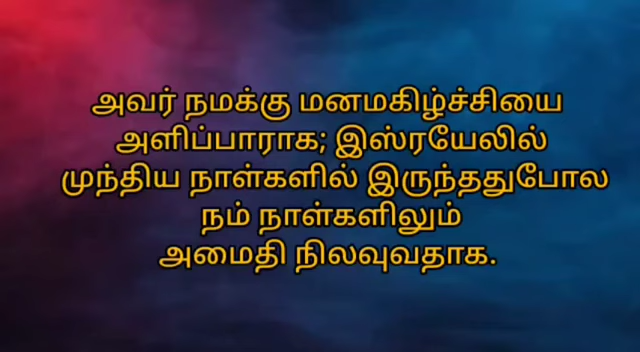 அவர் நமக்கு மனமகிழ்ச்சியை
அளிப்பாராக; இஸ்ரயேலில்
முந்திய நாள்களில் இருந்ததுபோல
நம் நாள்களிலும்
அமைதி நிலவுவதாக.